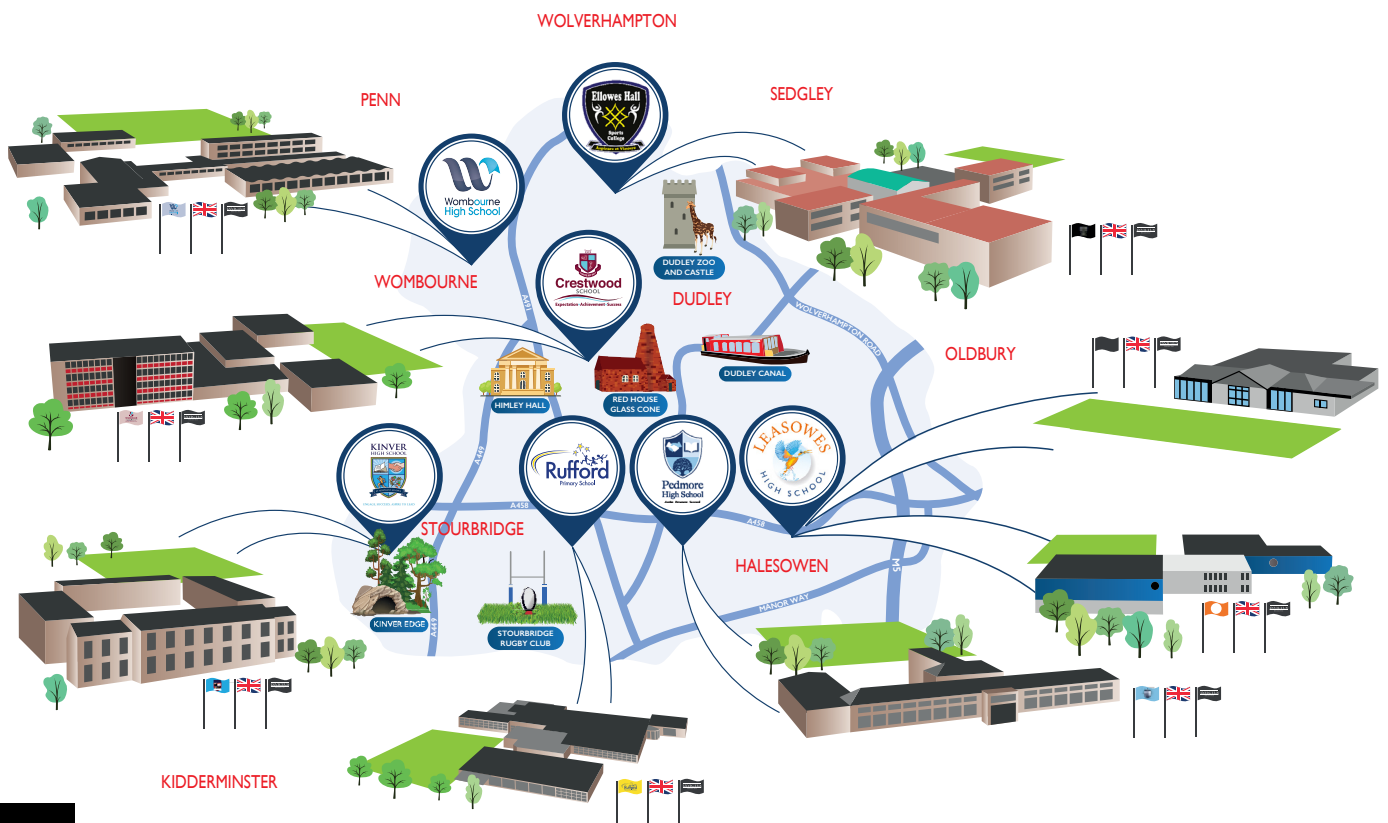 WOLVERHAMPTON
PENN
SEDGLEY
Ellowes Hall
Sports
College
Wombourne
High School
DUDLEY ZOO
AND CASTLE
WOMBOURNE
Crestwood
SCHOOL
Expectation•Achievement•Success
DUDLEY
A491
WOLVERHAMPTON ROAD
OLDBURY
DUDLEY CANAL
HIMLEY HALL
RED HOUSE
GLASS CONE
KINVER
HIGH SCHOOL
A449
Rufford
Primary School
Pedmore
High School
LEASOWES
HIGH SCHOOL
A458
A458
STOURBRIDGE
HALESOWEN
M5
MANOR WAY
KINVER EDGE
A449
STOURBRIDGE
RUGBY CLUB
KIDDERMINSTER
Rufford